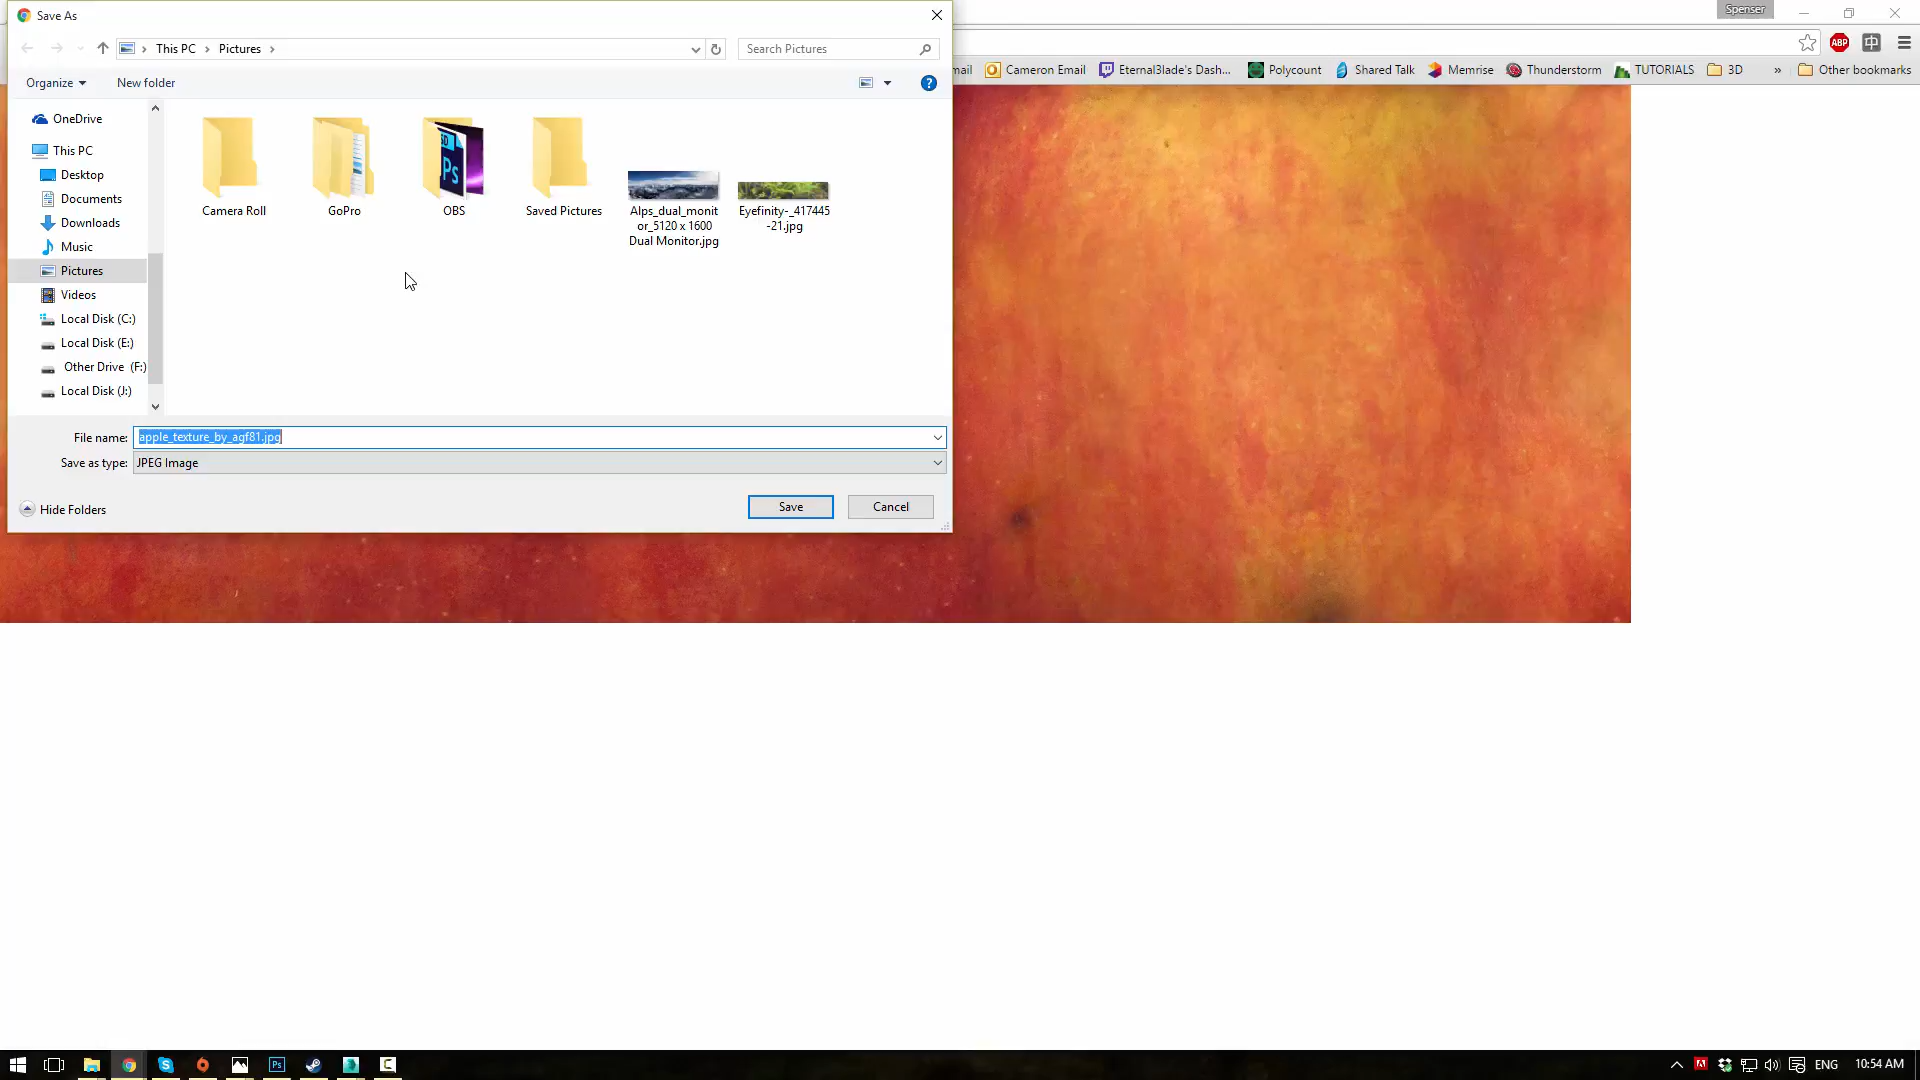 Save As
Spenser
This PC
Pictures
Search Pictures
Organize
New folder
mail
Cameron Email
Eternal3lade's Dash...
Polycount
Shared Talk
Memrise
Thunderstorm
TUTORIALS
3D
»
Other bookmarks
ABP
OneDrive
This PC
Desktop
Documents
Downloads
Music
Pictures
Videos
Local Disk (C:)
Local Disk (E:)
Other Drive (F:)
Local Disk (J:)
Camera Roll
GoPro
OBS
Saved Pictures
Alps_dual_monit
or_5120 x 1600
Dual Monitor.jpg
Eyefinity-_417445
-21.jpg
File name:
apple_texture_by_agf81.jpg
Save as type:
JPEG Image
Hide Folders
Save
Cancel
ENG
10:54 AM